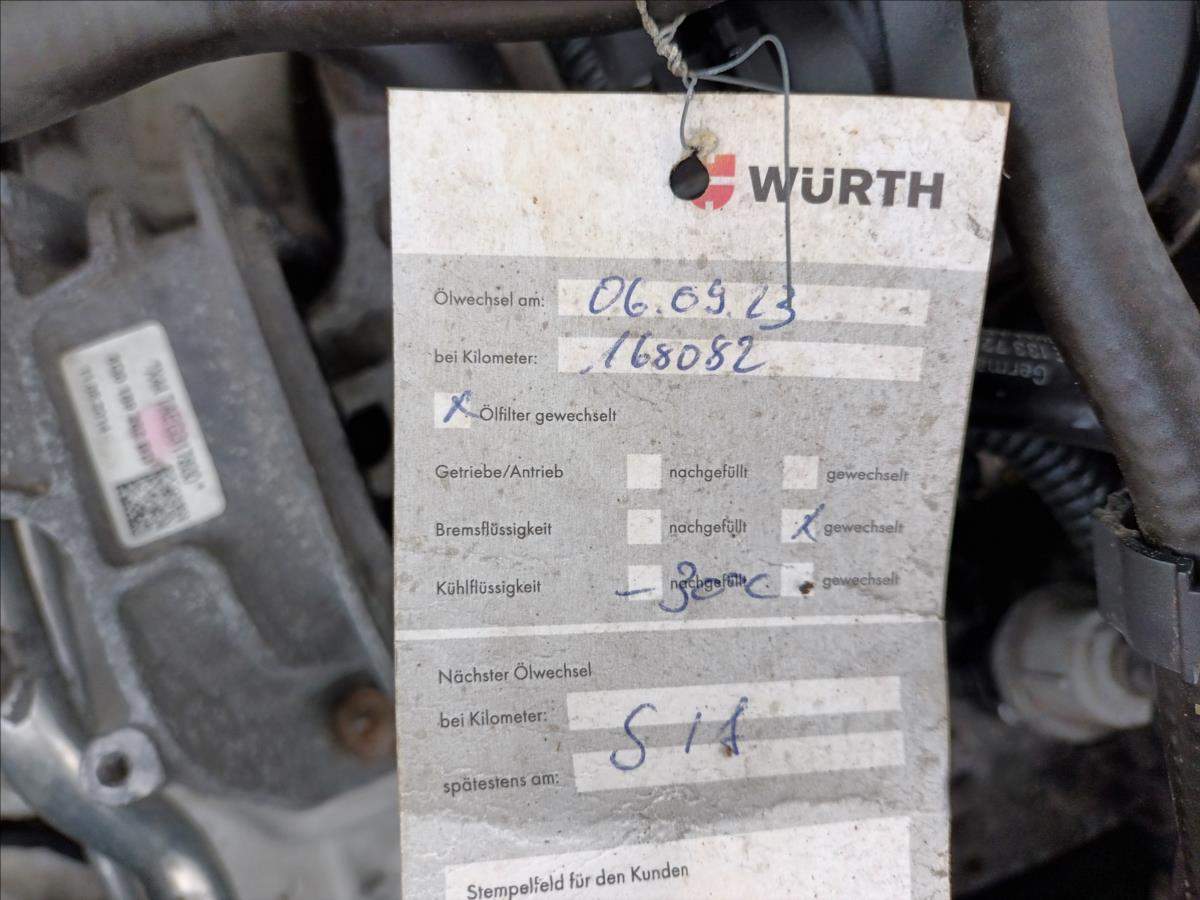 WÜRTH
Ölwechsel am: 06.09.23
bei Kilometer: 168082
x Ölfilter gewechselt
Getriebe/Antrieb nachgefüllt gewechselt
Bremsflüssigkeit nachgefüllt x gewechselt
Kühlflüssigkeit -30°C nachgefüllt gewechselt
Nächster Ölwechsel
bei Kilometer:
spätestens am:
Stempelfeld für den Kunden
German